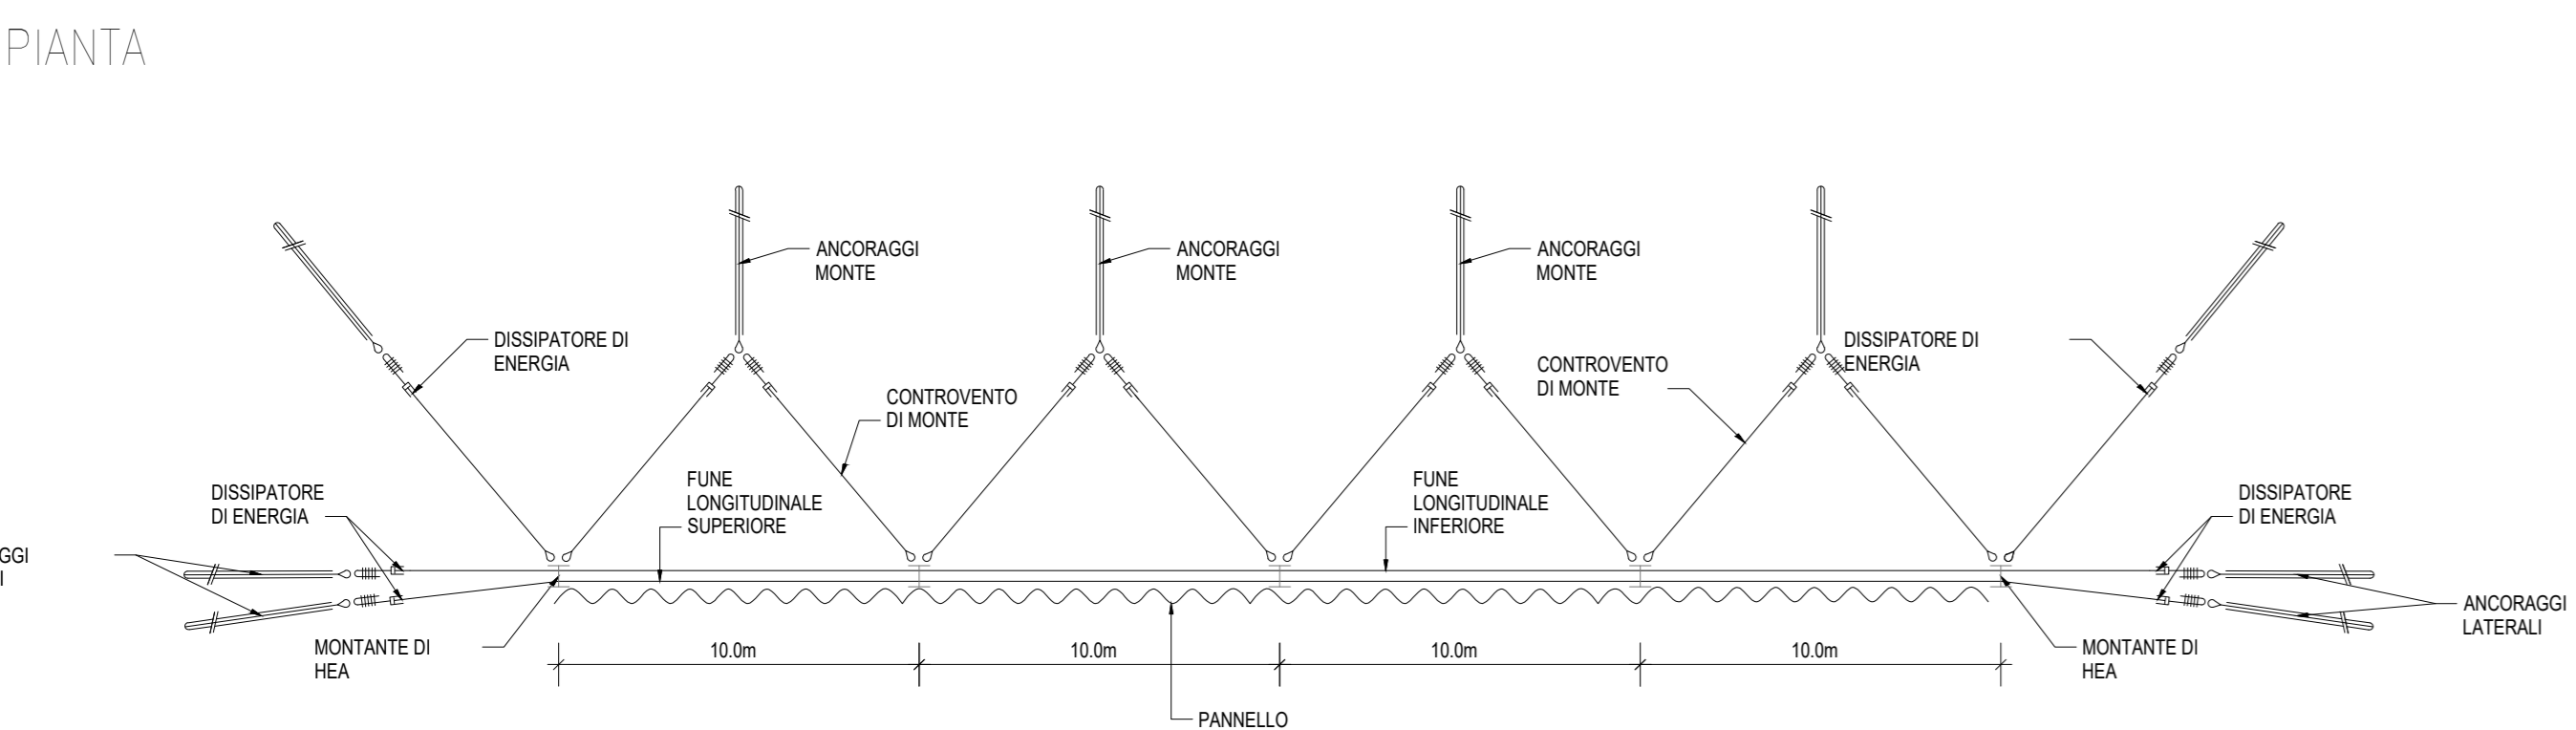 PIANTA
ANCORAGGI
MONTE
ANCORAGGI
MONTE
ANCORAGGI
MONTE
DISSIPATORE DI
ENERGIA
DISSIPATORE DI
ENERGIA
CONTROVENTO
DI MONTE
CONTROVENTO
DI MONTE
DISSIPATORE
DI ENERGIA
FUNE
LONGITUDINALE
SUPERIORE
FUNE
LONGITUDINALE
INFERIORE
DISSIPATORE
DI ENERGIA
GGI
I
ANCORAGGI
LATERALI
MONTANTE DI
HEA
10.0m
10.0m
10.0m
10.0m
MONTANTE DI
HEA
PANNELLO